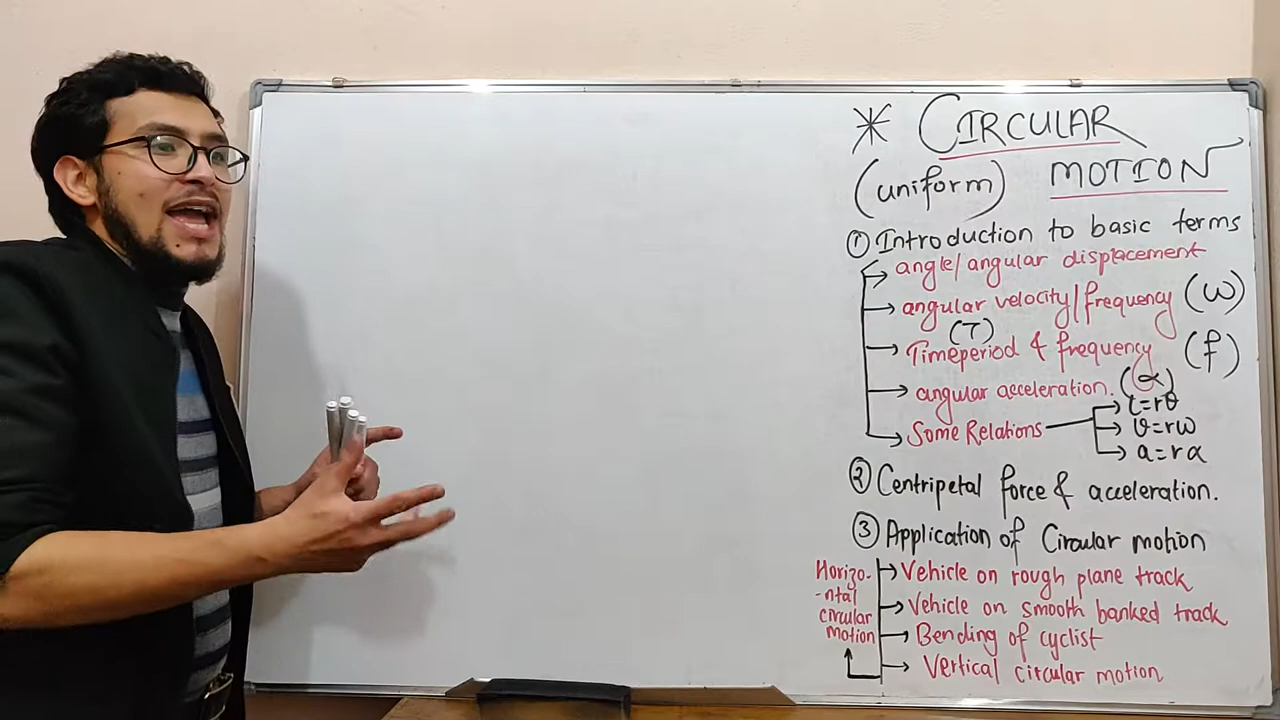 * CIRCULAR
(uniform) MOTION
① Introduction to basic terms
angle/angular displacement
angular velocity/frequency (ω)
(T)
Timeperiod & frequency (f)
angular acceleration. (α)
Some Relations
l=rθ
v=rω
a=rα
② Centripetal force & acceleration.
③ Application of Circular motion
Horizo-
-ntal
circular
motion
Vehicle on rough plane track
Vehicle on smooth banked track
Bending of cyclist
Vertical circular motion